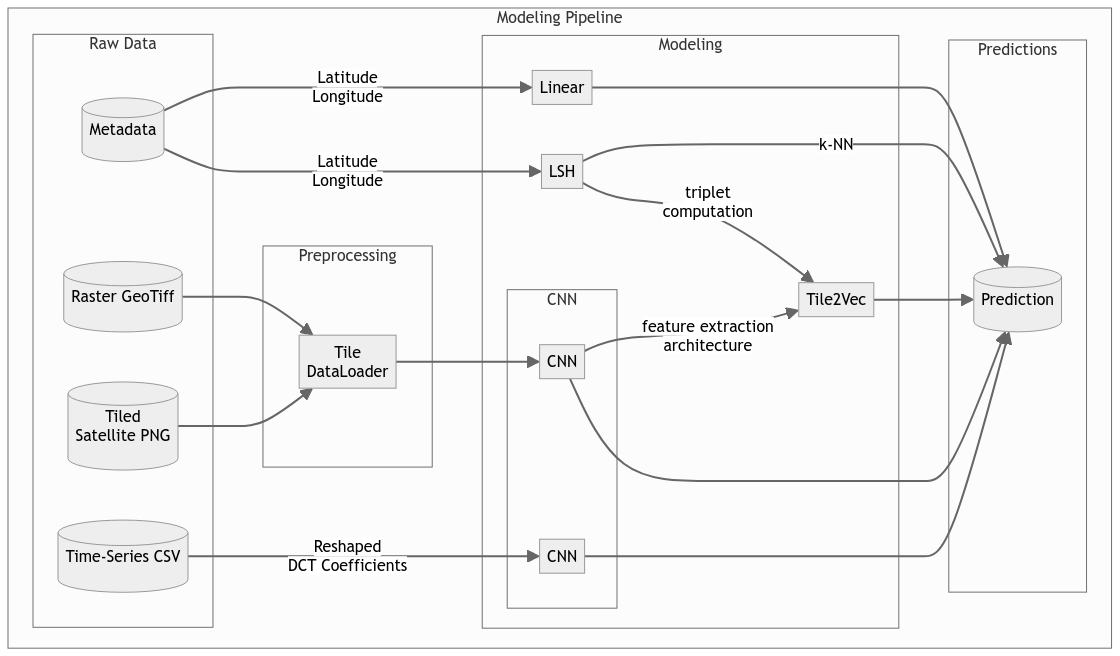 Modeling Pipeline
Raw Data
Modeling
Predictions
Latitude
Longitude
Linear
Metadata
k-NN
Latitude
Longitude
LSH
triplet
computation
Preprocessing
Raster GeoTiff
CNN
Tile2Vec
Prediction
feature extraction
architecture
Tile
DataLoader
CNN
Tiled
Satellite PNG
Time-Series CSV
Reshaped
DCT Coefficients
CNN